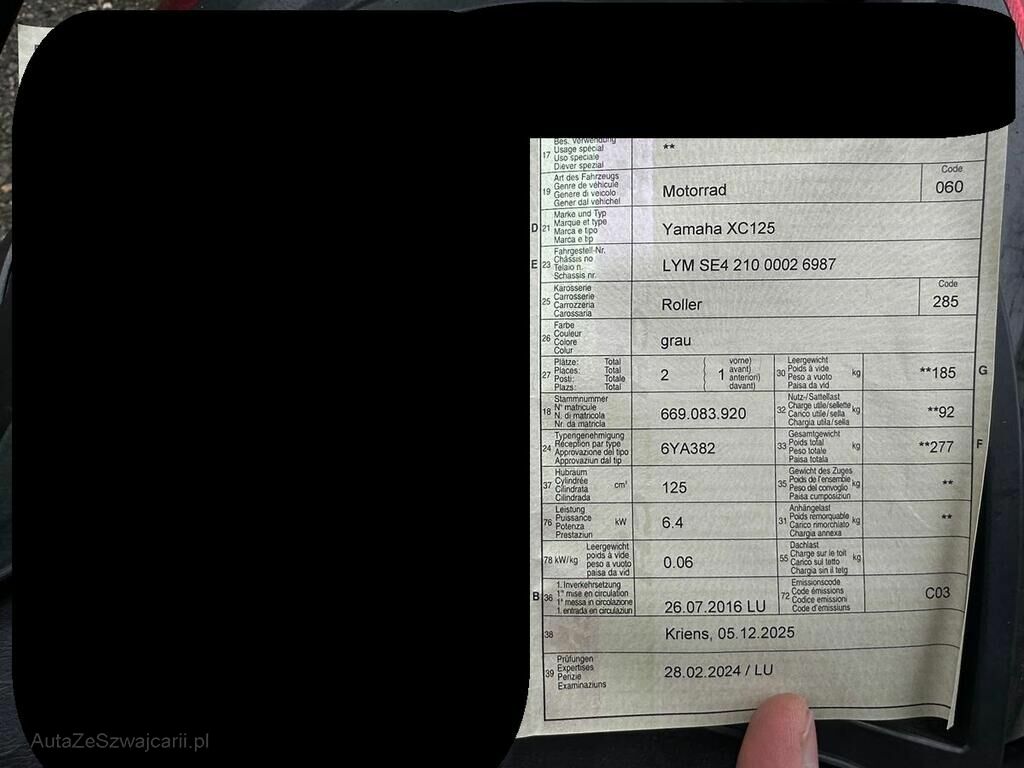 Bes. Verwendung
17 Usage spécial **
Uso speciale
Diever spezial
Art des Fahrzeugs Code
19 Genre de véhicule Motorrad 060
Genere di veicolo
Gener dal vehichel
Marke und Typ
D 21 Marque et type Yamaha XC125
Marca e tipo
Marca e tip
Fahrgestell-Nr.
E 23 Châssis no LYM SE4 210 0002 6987
Telaio n.
Schassis nr.
Karosserie Code
25 Carrosserie Roller 285
Carrozzeria
Carossaria
Farbe
26 Couleur grau
Colore
Colur
Plätze: Total vorne) Leergewicht
27 Places: Total 2 ( 1 avant) 30 Poids à vide kg **185 G
Posti: Totale anteriori) Peso a vuoto
Plazs: Total davant) Paisa da vid
Stammnummer Nutz-/Sattellast
18 N° matricule 669.083.920 32 Charge utile/sellette kg **92
N. di matricola Carico utile/sella
Nr. da matricla Chargia utila/sella
Typengenehmigung Gesamtgewicht
24 Réception par type 6YA382 33 Poids total kg **277 F
Approvazione del tipo Peso totale
Approvaziun dal tip Paisa totala
Hubraum Gewicht des Zuges
37 Cylindrée cm³ 125 35 Poids de l'ensemble kg **
Cilindrata Peso del convoglio
Cilindrada Paisa cumposiziun
Leistung Anhängelast
76 Puissance kW 6.4 31 Poids remorquable kg **
Potenza Carico rimorchiato
Prestaziun Chargia annexa
Leergewicht Dachlast
78 kW/kg poids à vide 0.06 55 Charge sur le toit kg
peso a vuoto Carico sul tetto
paisa da vid Chargia sin il tetg
1. Inverkehrsetzung Emissionscode
B 36 1re mise en circulation 26.07.2016 LU 72 Code émissions C03
1a messa in circolazione Codice emissioni
1. entrada en circulaziun Code d'emissiuns
38 Kriens, 05.12.2025
Prüfungen
39 Expertises 28.02.2024 / LU
Perizie
Examinaziuns
AutaZeSzwajcarii.pl